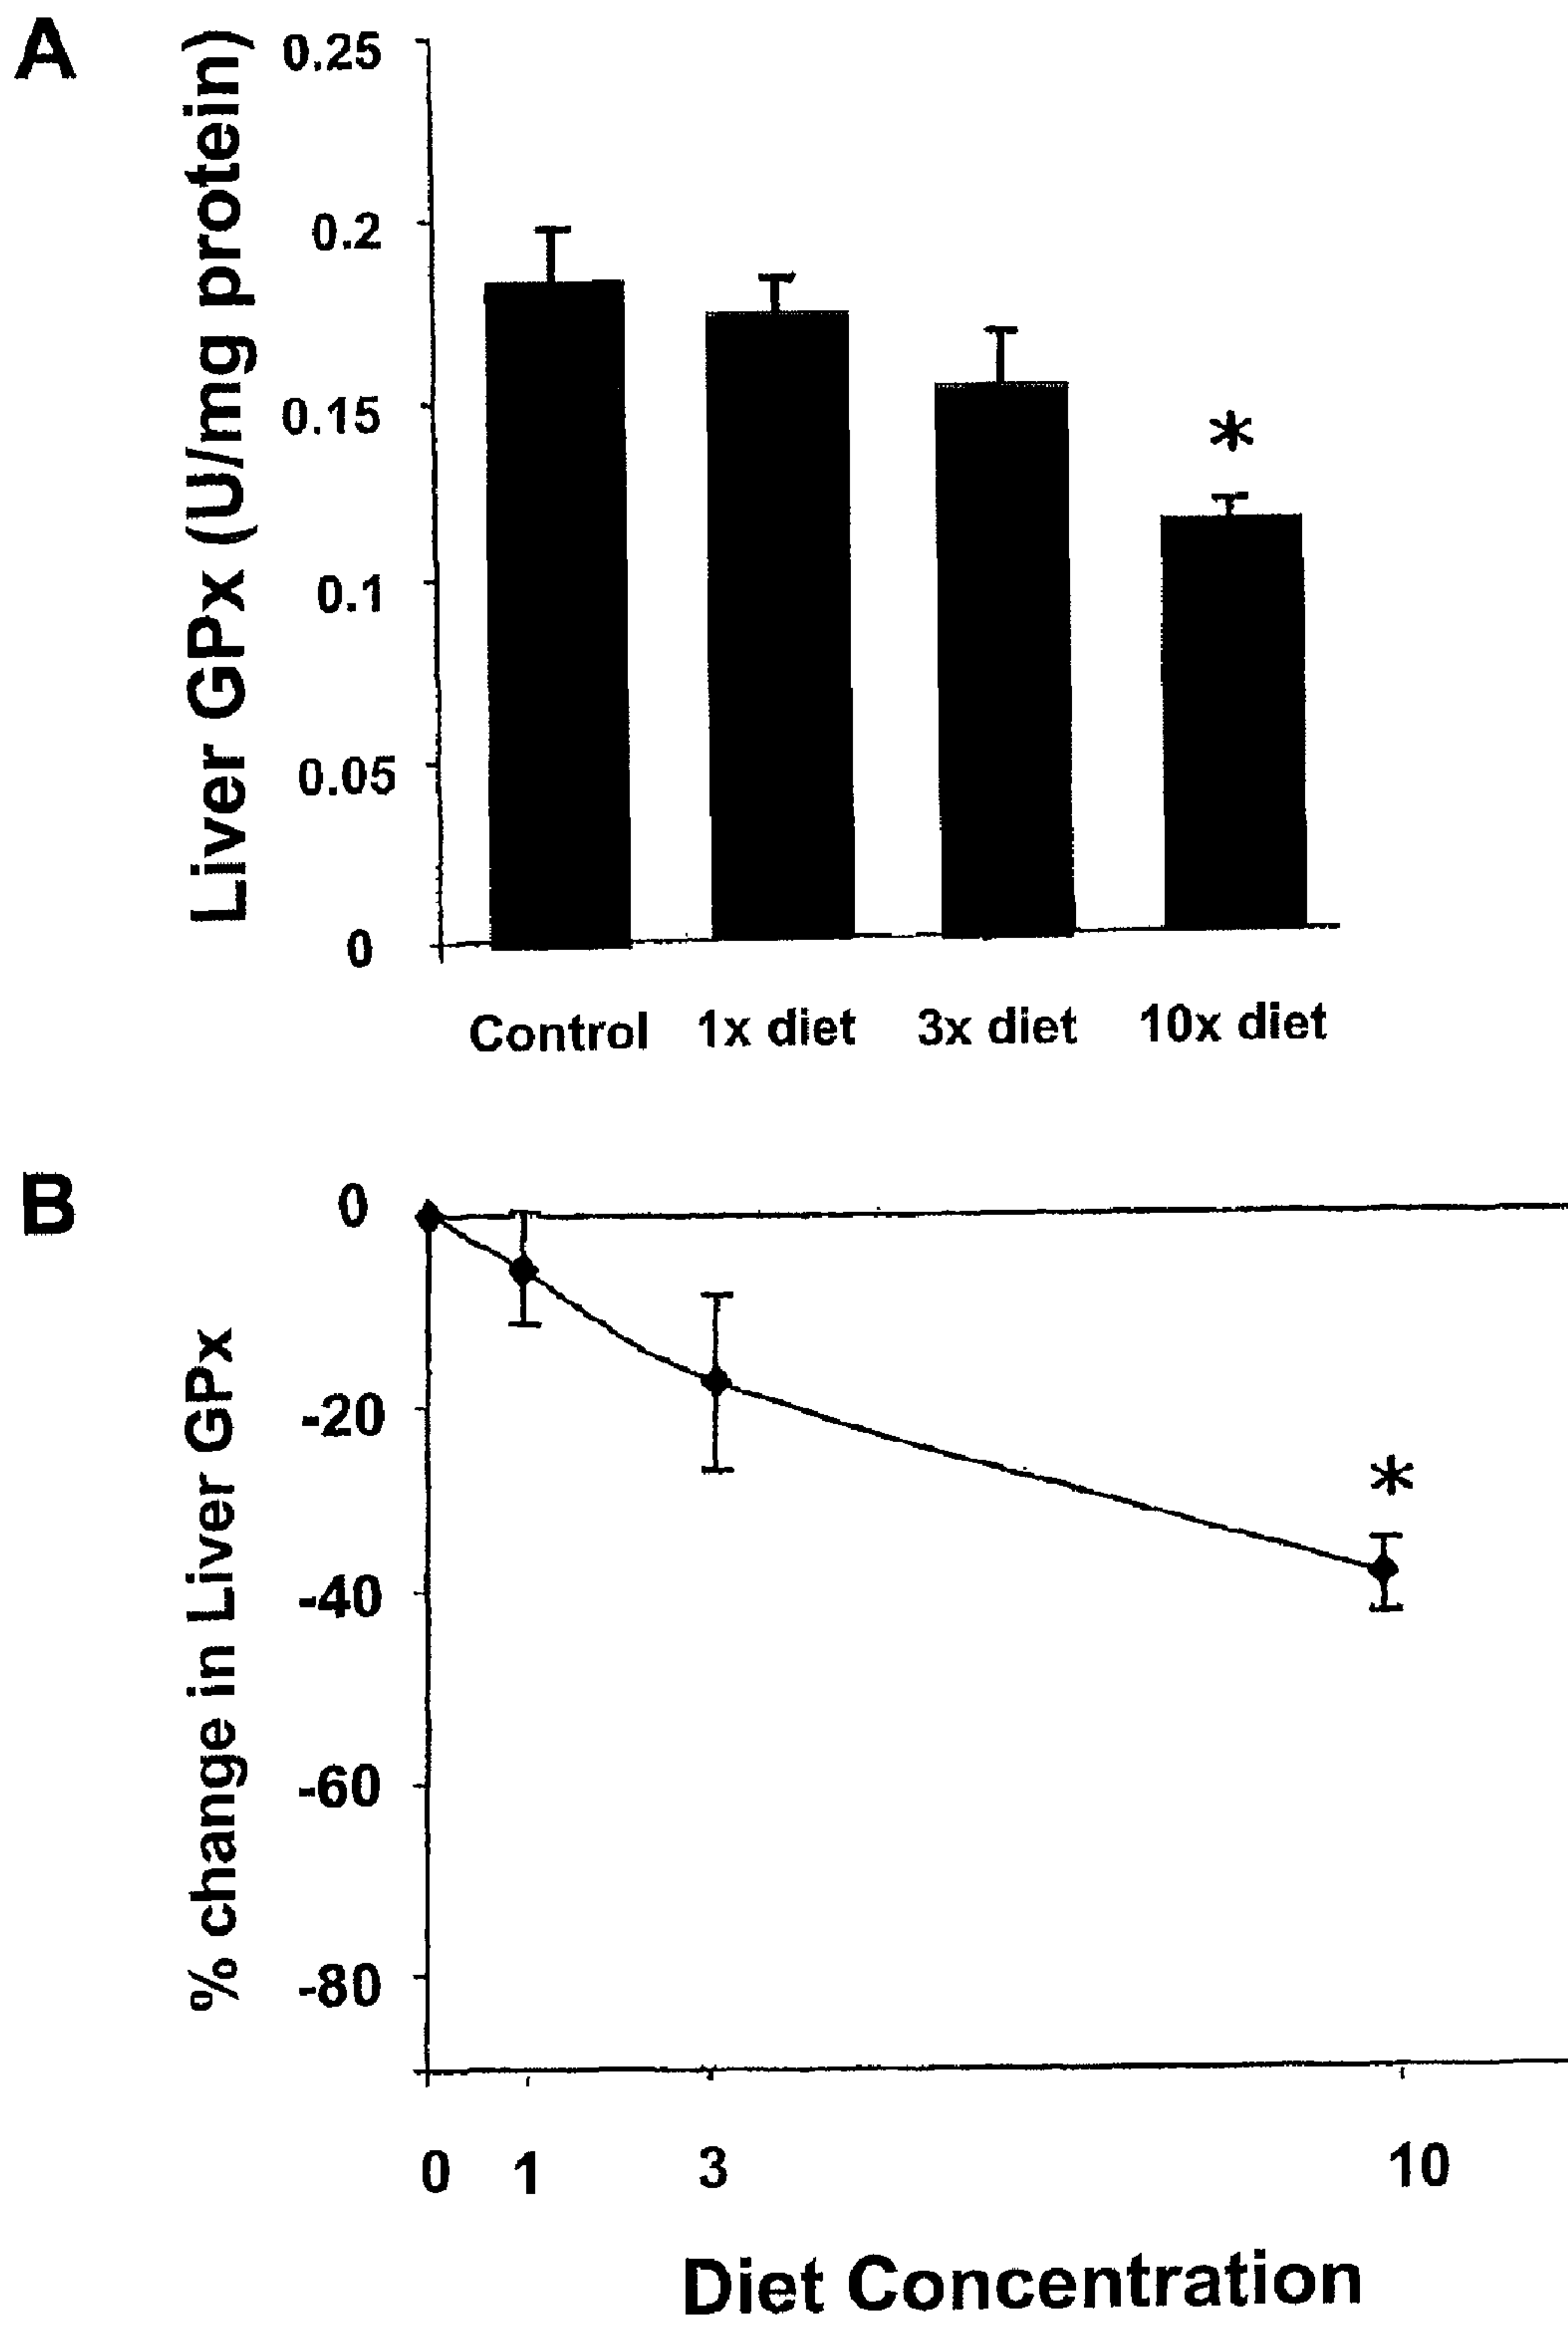 A
Liver GPx (U/mg protein)
0.25
0.2
0.15
0.1
0.05
0
*
Control 1x diet 3x diet 10x diet
B
% change in Liver GPx
0
-20
-40
-60
-80
*
0 1 3 10
Diet Concentration